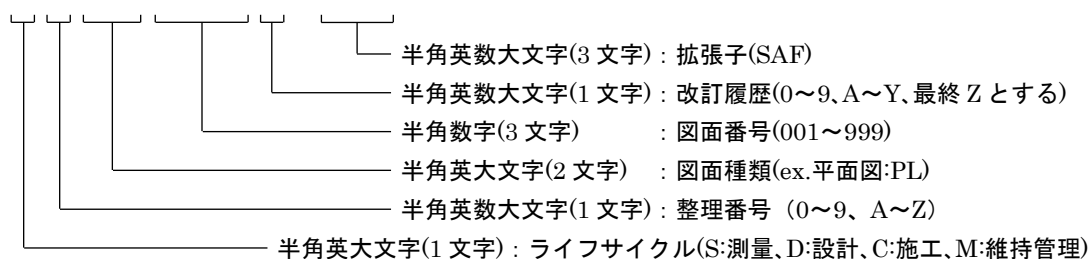 半角英数大文字(3 文字)：拡張子(SAF)
半角英数大文字(1 文字)：改訂履歴(0～9、A～Y、最終 Z とする)
半角数字(3 文字)　　　：図面番号(001～999)
半角英大文字(2 文字)　：図面種類(ex.平面図:PL)
半角英数大文字(1 文字)：整理番号（0～9、A～Z）
半角英大文字(1 文字)：ライフサイクル(S:測量、D:設計、C:施工、M:維持管理)